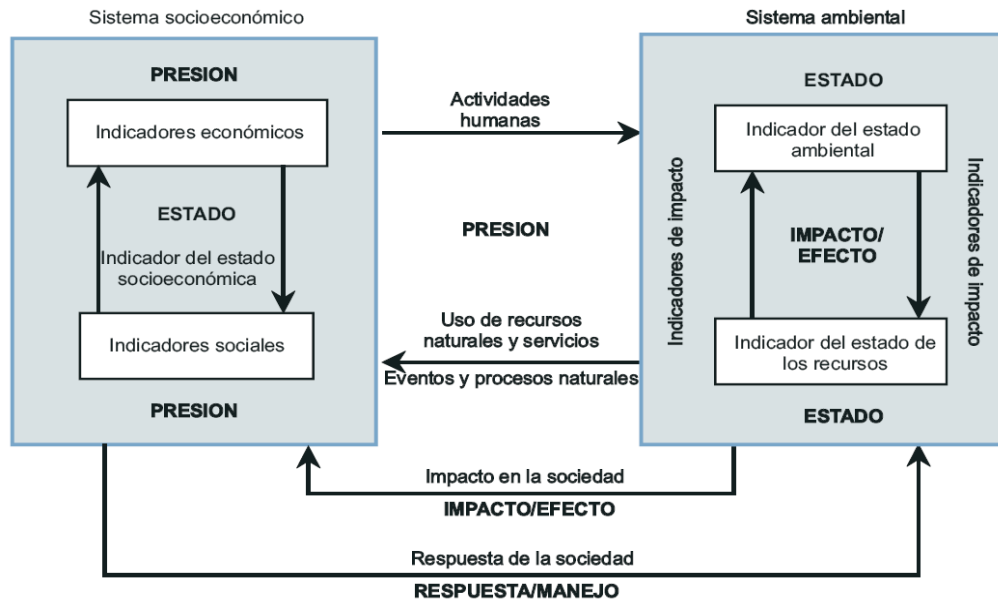 Sistema socioeconómico
Sistema ambiental
PRESION
Indicadores económicos
ESTADO
Indicador del estado
socioeconómica
Indicadores sociales
PRESION
Actividades
humanas
PRESION
Uso de recursos
naturales y servicios
Eventos y procesos naturales
ESTADO
Indicador del estado
ambiental
Indicadores de impacto
IMPACTO/
EFECTO
Indicadores de impacto
Indicador del estado de
los recursos
ESTADO
Impacto en la sociedad
IMPACTO/EFECTO
Respuesta de la sociedad
RESPUESTA/MANEJO